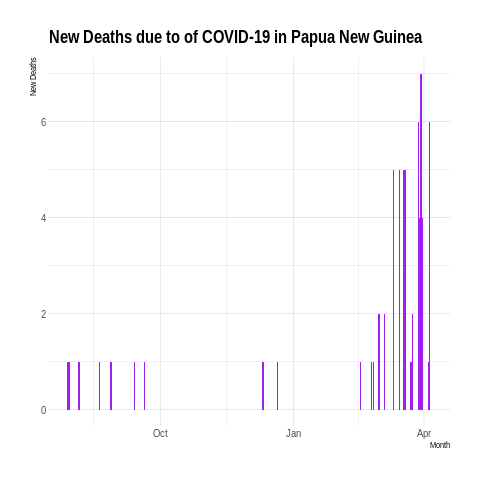 New Deaths due to of COVID-19 in Papua New Guinea
New Deaths
6
4
2
0
Oct Jan Apr
Month